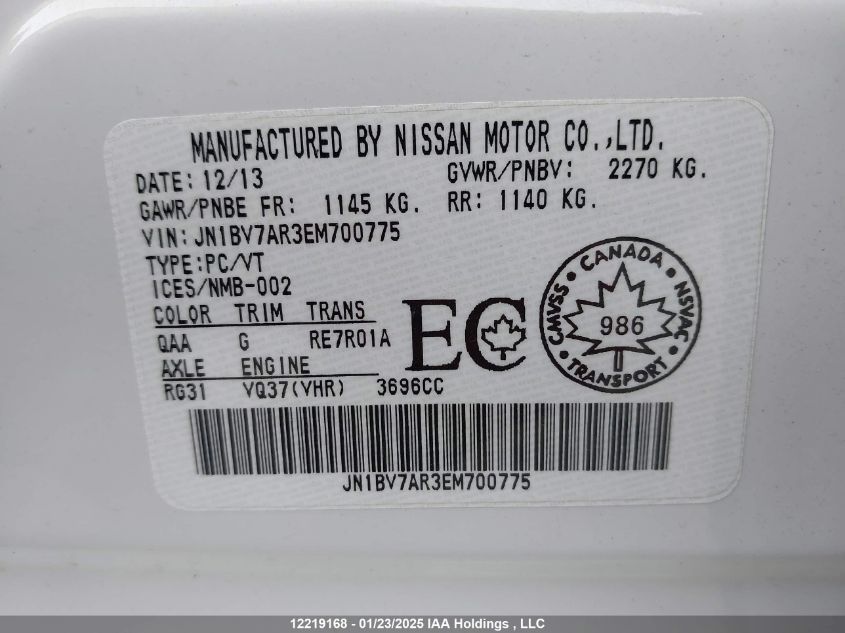 MANUFACTURED BY NISSAN MOTOR CO.,LTD.
DATE: 12/13 GVWR/PNBV: 2270 KG.
GAWR/PNBE FR: 1145 KG. RR: 1140 KG.
VIN: JN1BV7AR3EM700775
TYPE:PC/VT
ICES/NMB-002
COLOR TRIM TRANS
QAA G RE7R01A
AXLE ENGINE
RG31 VQ37(VHR) 3696CC
EC
CANADA
CMVSS
NSVAC
986
TRANSPORT
JN1BV7AR3EM700775
12219168 - 01/23/2025 IAA Holdings , LLC